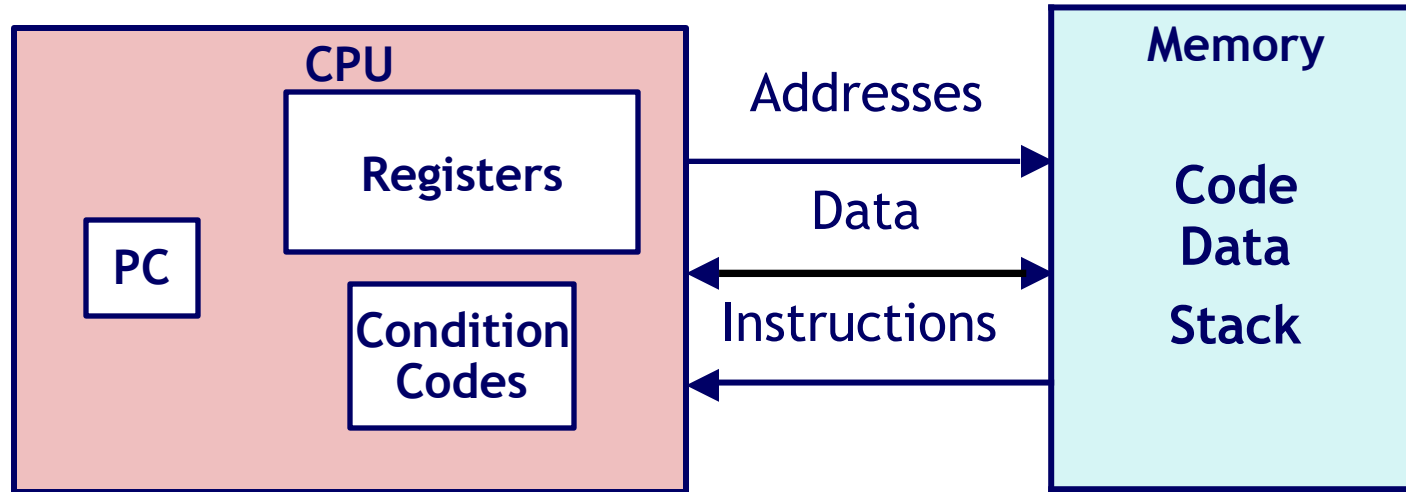 CPU
Registers
PC
Condition
Codes
Addresses
Data
Instructions
Memory
Code
Data
Stack